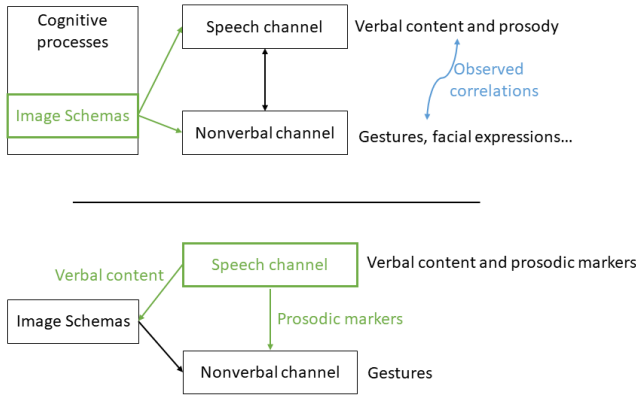 Cognitive
processes
Speech channel
Verbal content and prosody
Observed
correlations
Image Schemas
Nonverbal channel
Gestures, facial expressions...
Speech channel
Verbal content and prosodic markers
Verbal content
Image Schemas
Prosodic markers
Nonverbal channel
Gestures